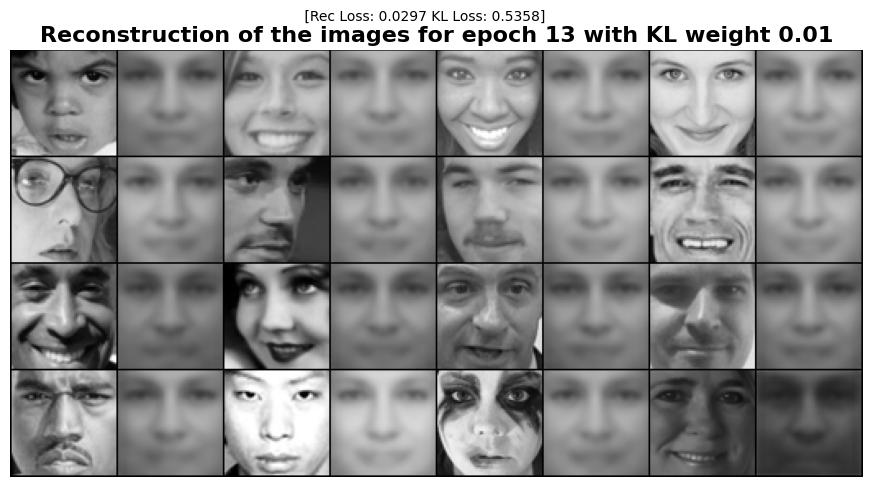 [Rec Loss: 0.0297 KL Loss: 0.5358]
Reconstruction of the images for epoch 13 with KL weight 0.01